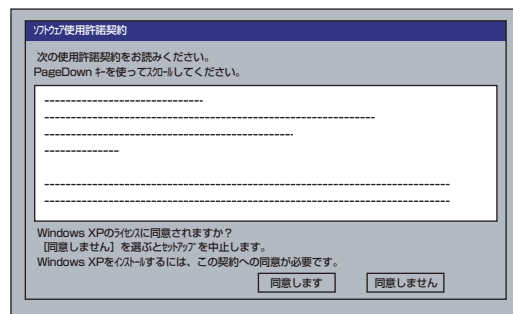 ソフトウェア使用許諾契約
次の使用許諾契約をお読みください。
PageDown キーを使ってスクロールしてください。
Windows XPのライセンスに同意されますか？
［同意しません］を選ぶとセットアップを中止します。
Windows XPをインストールするには、この契約への同意が必要です。
同意します
同意しません